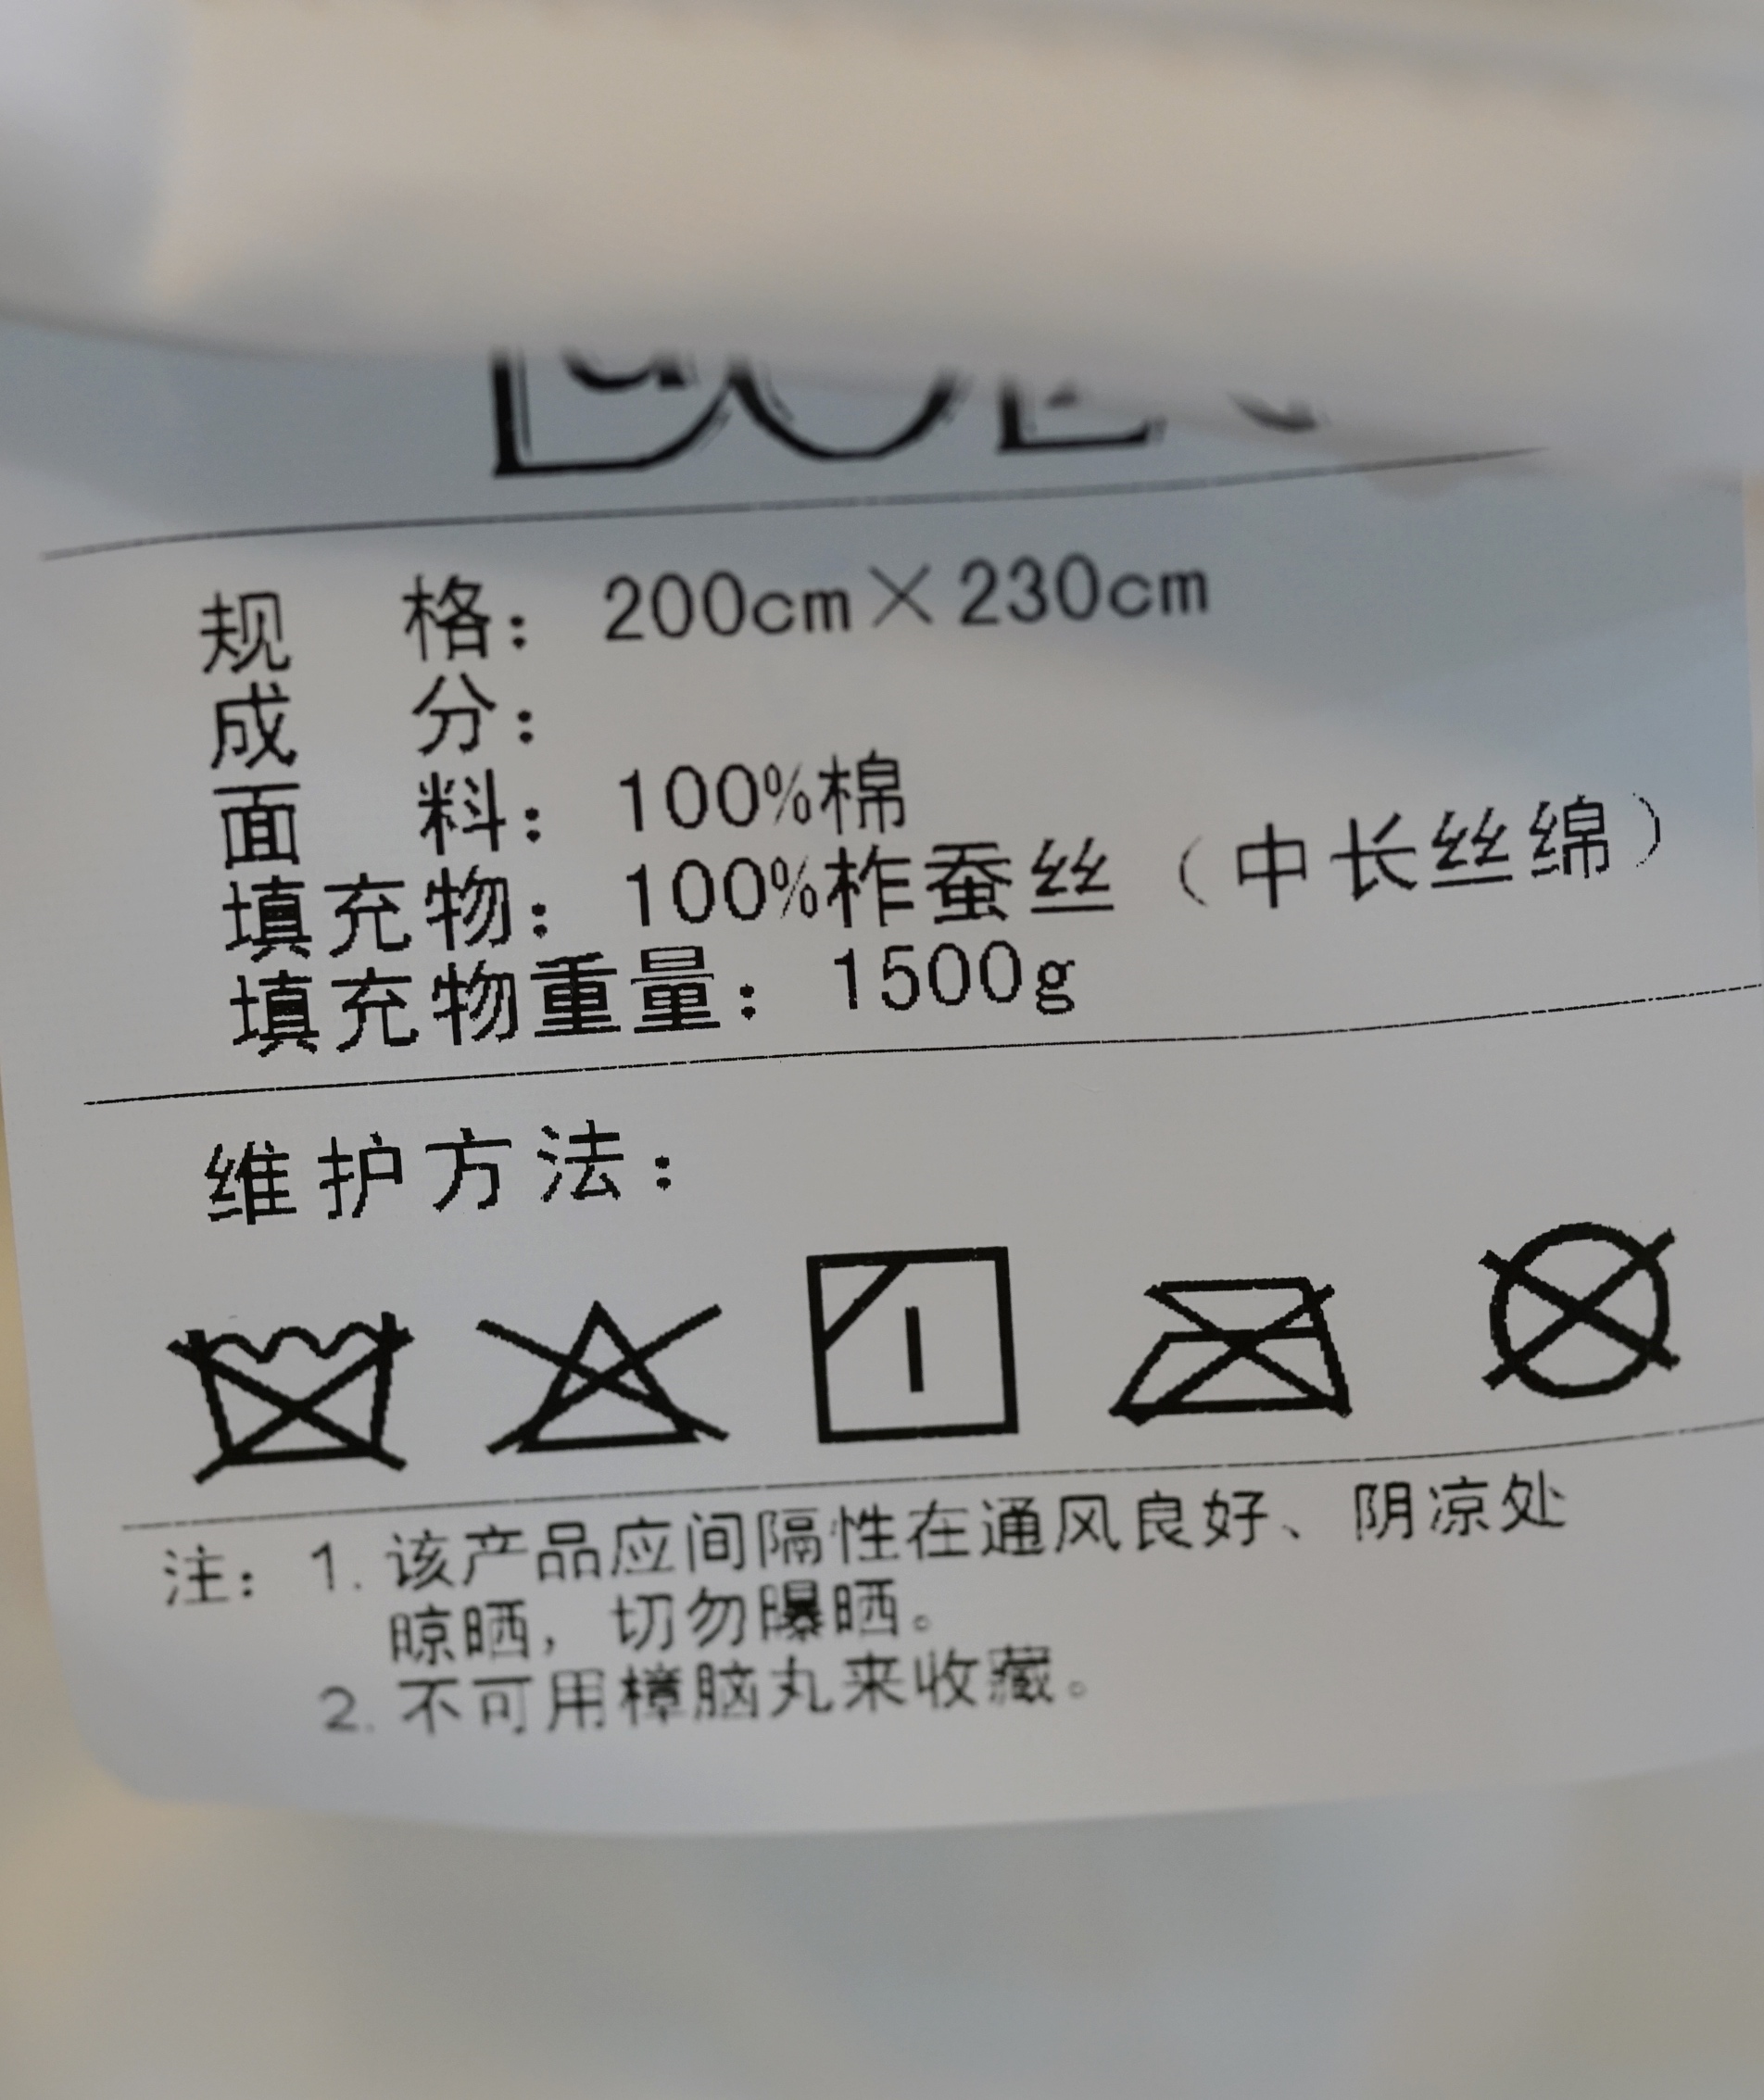 规 格：200cm×230cm
成 分：
面 料：100%棉
填充物：100%柞蚕丝（中长丝绵）
填充物重量：1500g
维护方法：
注：1.该产品应间隔性在通风良好、阴凉处
晾晒，切勿曝晒。
2.不可用樟脑丸来收藏。